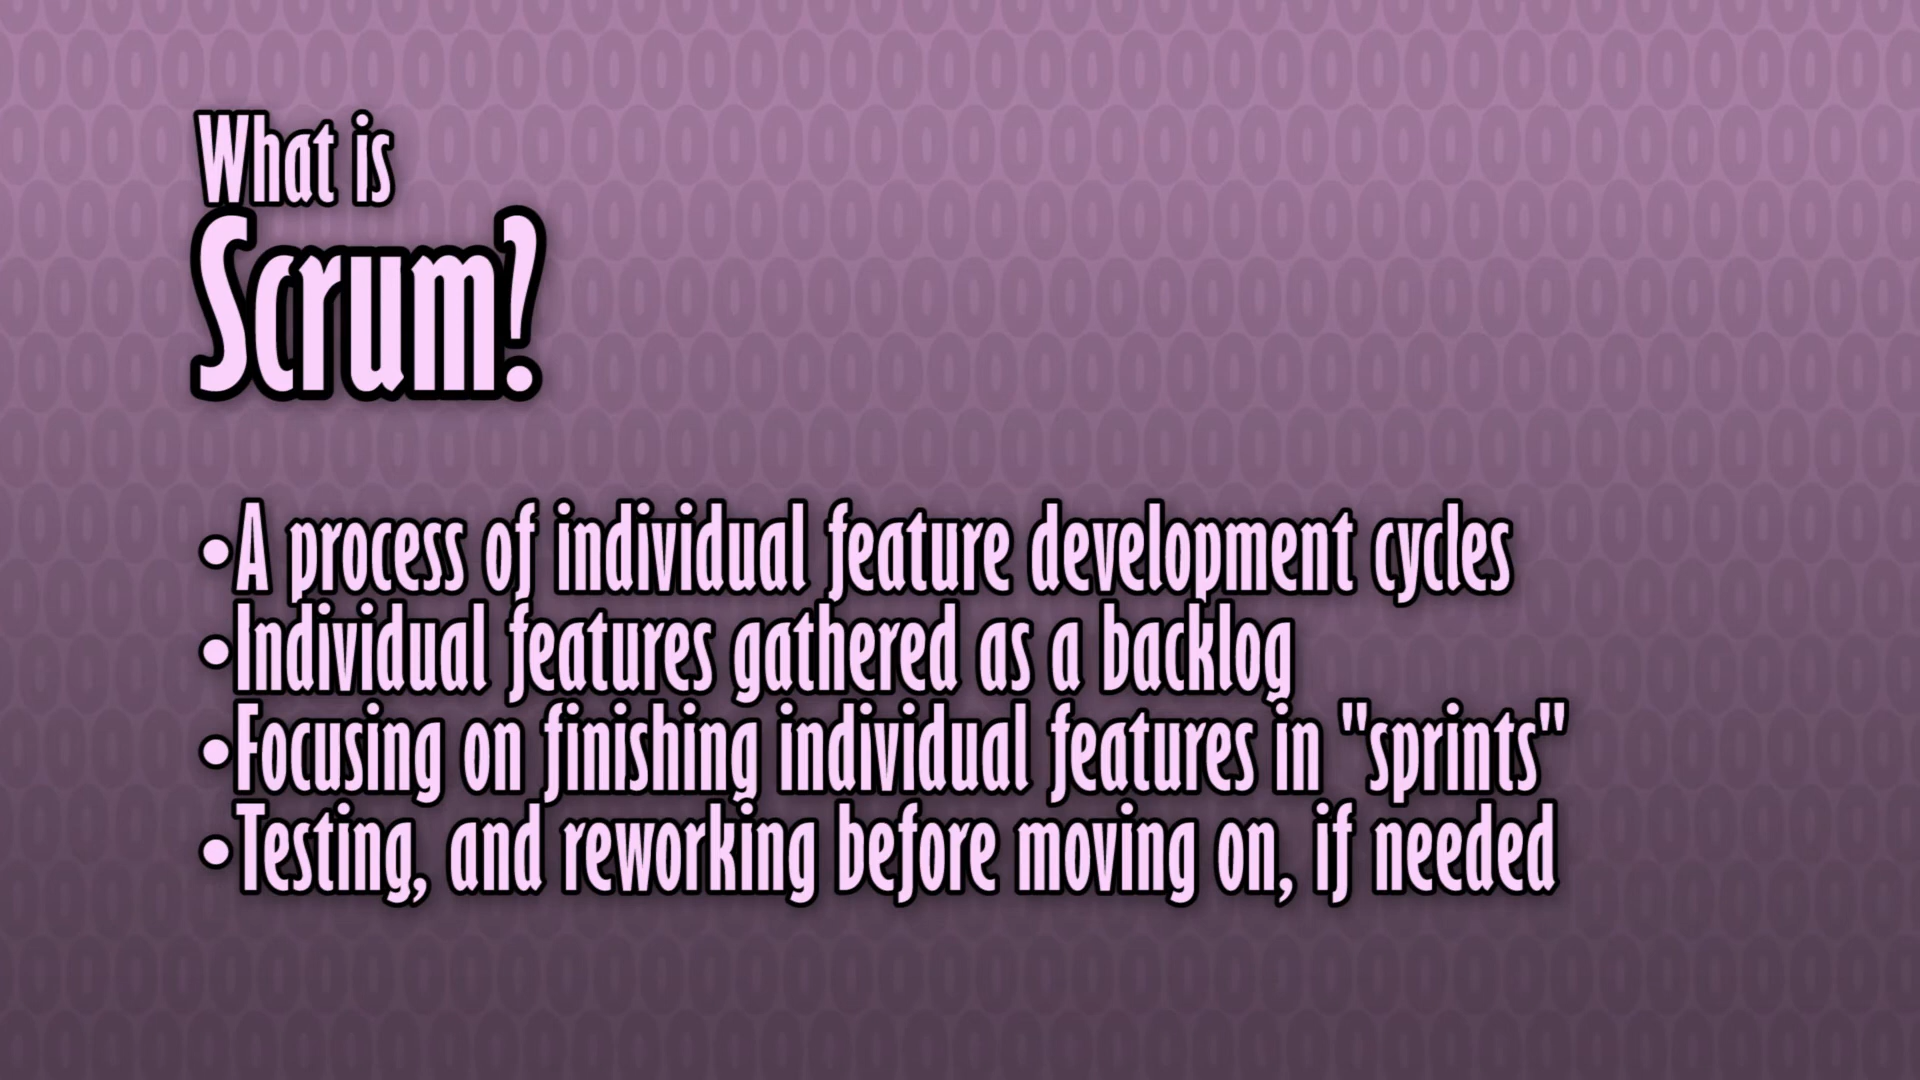 What is
Scrum?
•A process of individual feature development cycles
•Individual features gathered as a backlog
•Focusing on finishing individual features in "sprints"
•Testing, and reworking before moving on, if needed